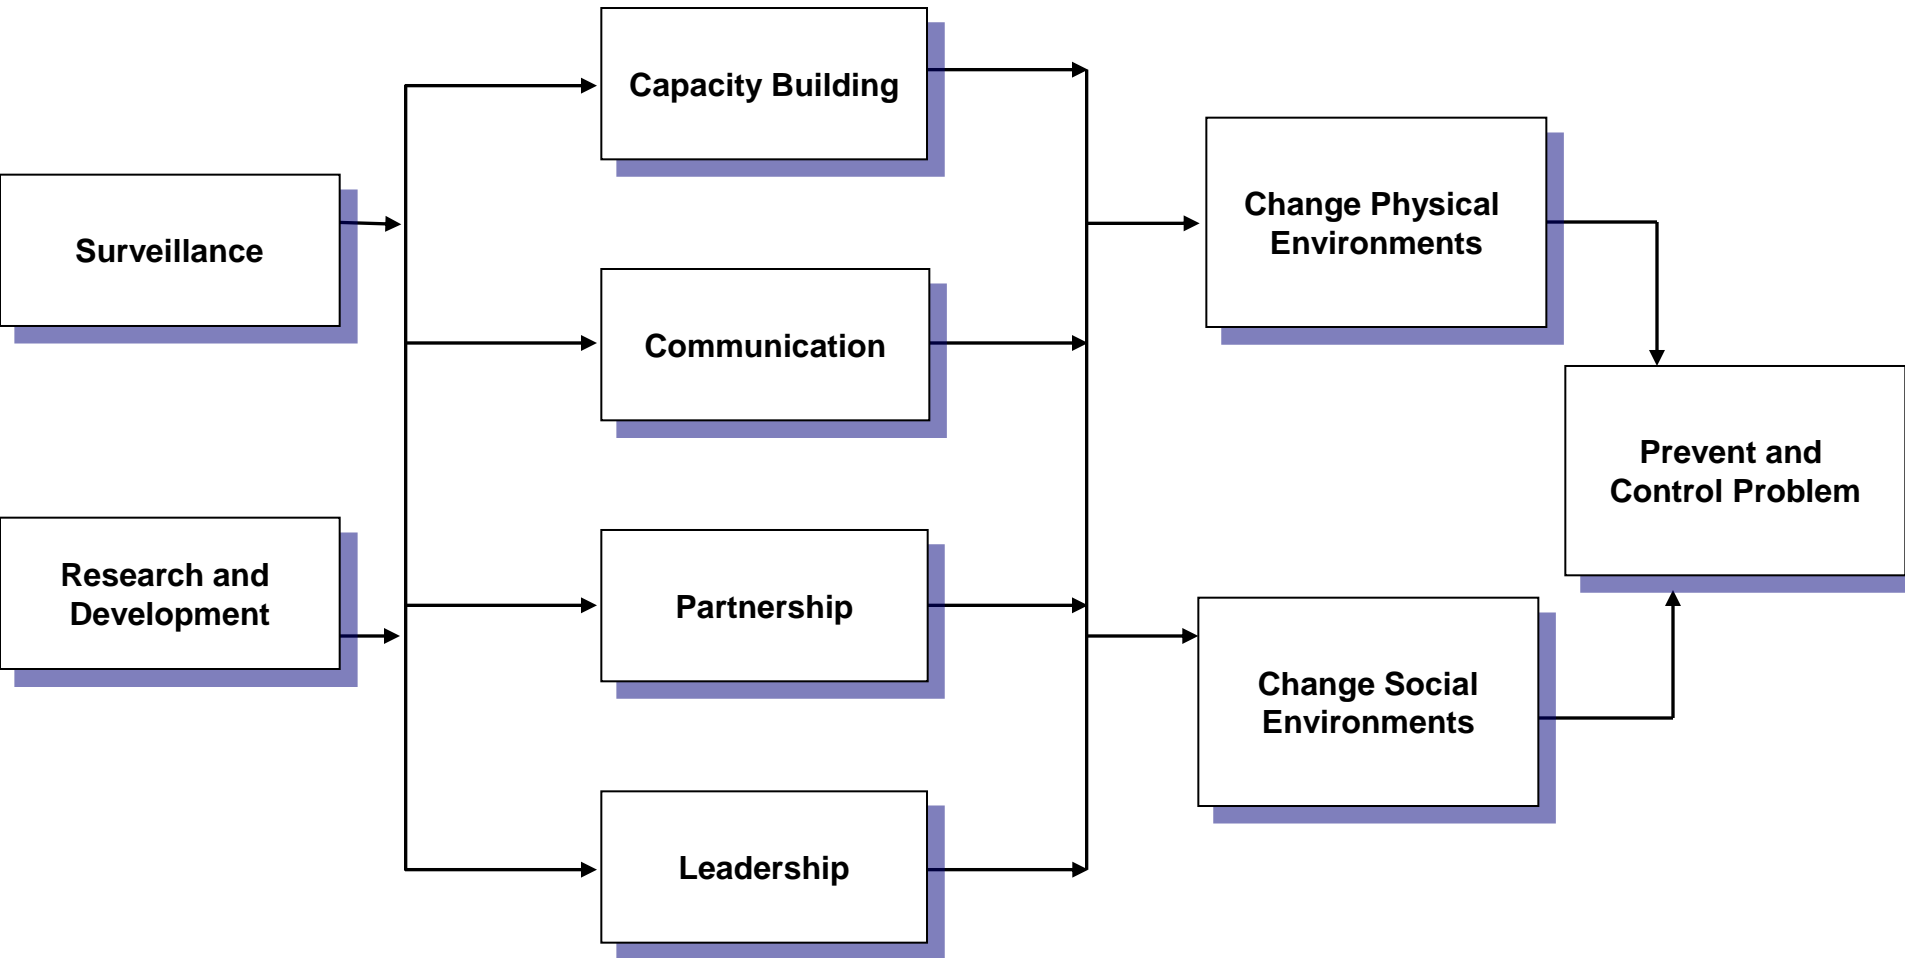 Surveillance
Research and
Development
Capacity Building
Communication
Partnership
Leadership
Change Physical
Environments
Change Social
Environments
Prevent and
Control Problem